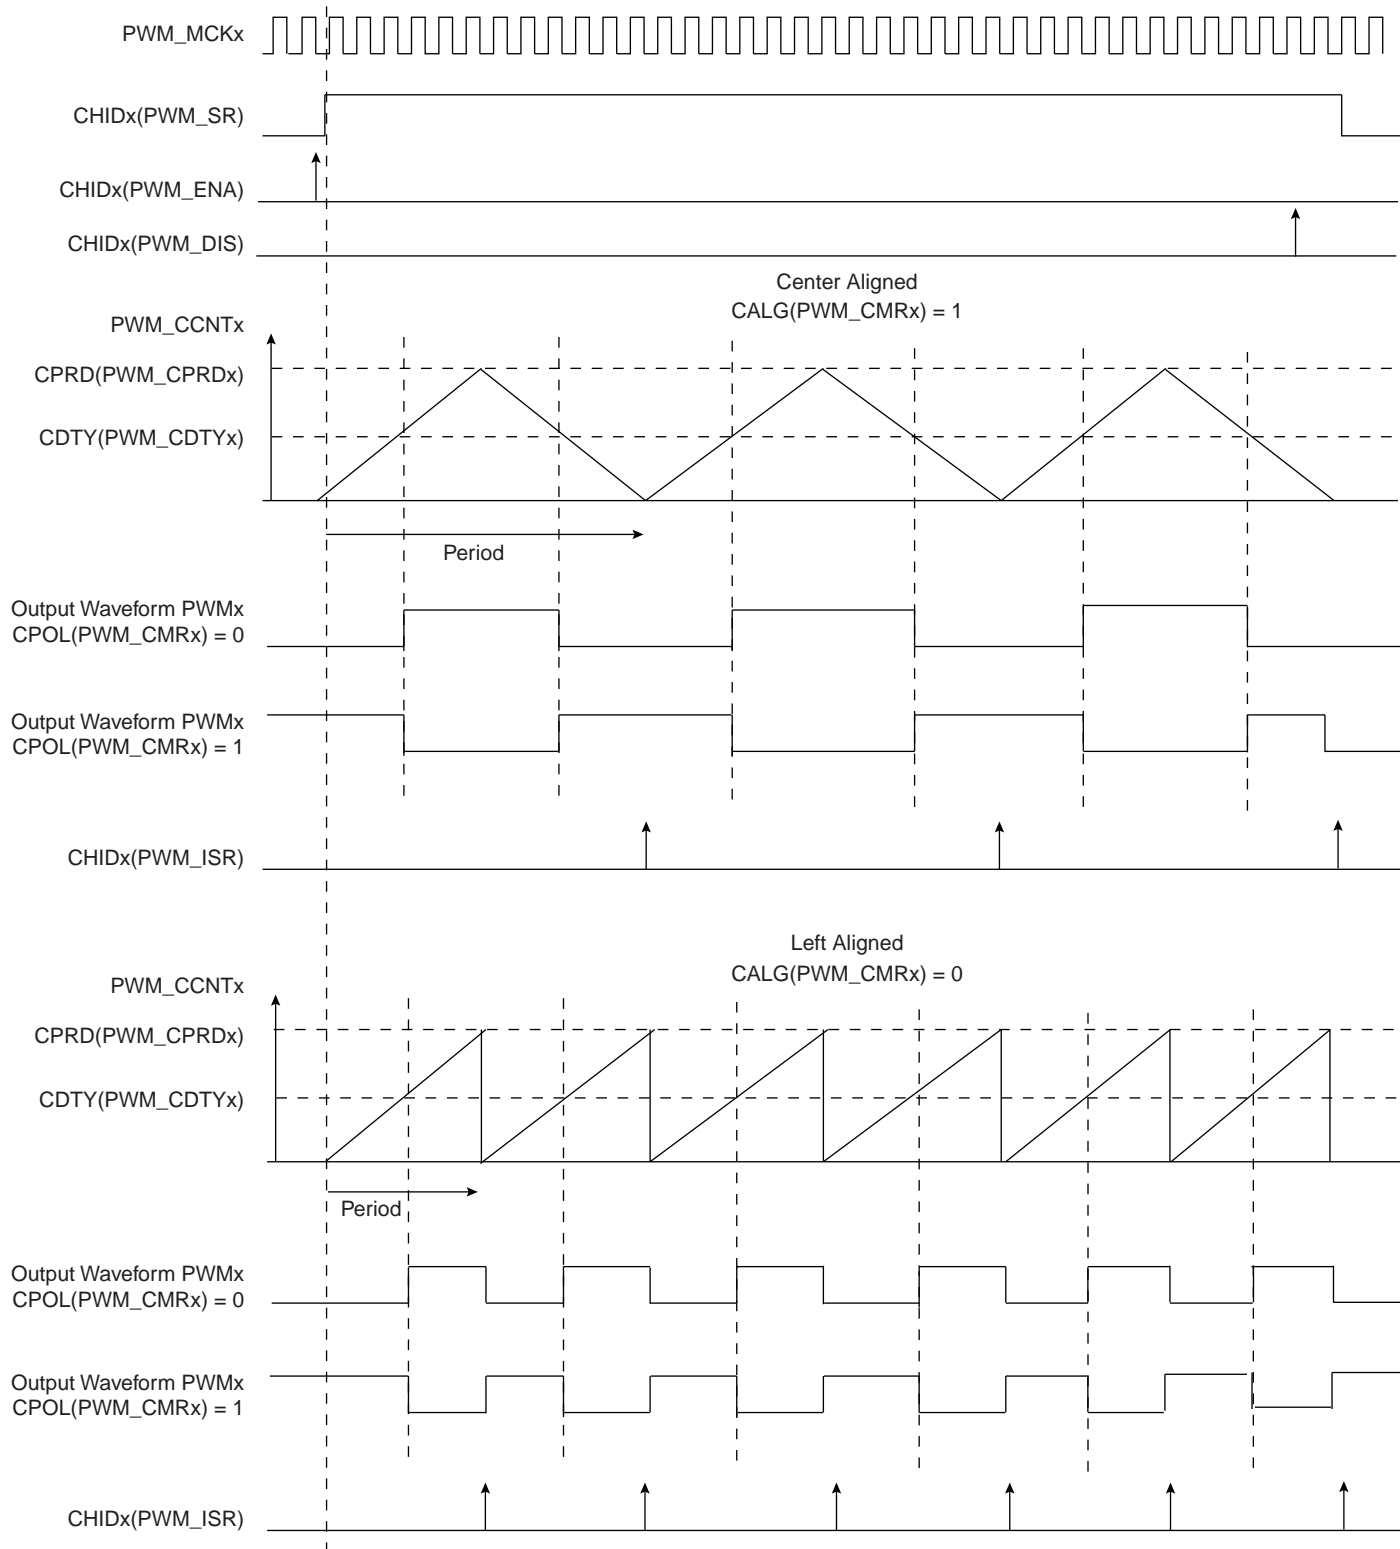 PWM_MCKx
CHIDx(PWM_SR)
CHIDx(PWM_ENA)
CHIDx(PWM_DIS)
Center Aligned
CALG(PWM_CMRx) = 1
PWM_CCNTx
CPRD(PWM_CPRDx)
CDTY(PWM_CDTYx)
Period
Output Waveform PWMx
CPOL(PWM_CMRx) = 0
Output Waveform PWMx
CPOL(PWM_CMRx) = 1
CHIDx(PWM_ISR)
Left Aligned
CALG(PWM_CMRx) = 0
PWM_CCNTx
CPRD(PWM_CPRDx)
CDTY(PWM_CDTYx)
Period
Output Waveform PWMx
CPOL(PWM_CMRx) = 0
Output Waveform PWMx
CPOL(PWM_CMRx) = 1
CHIDx(PWM_ISR)